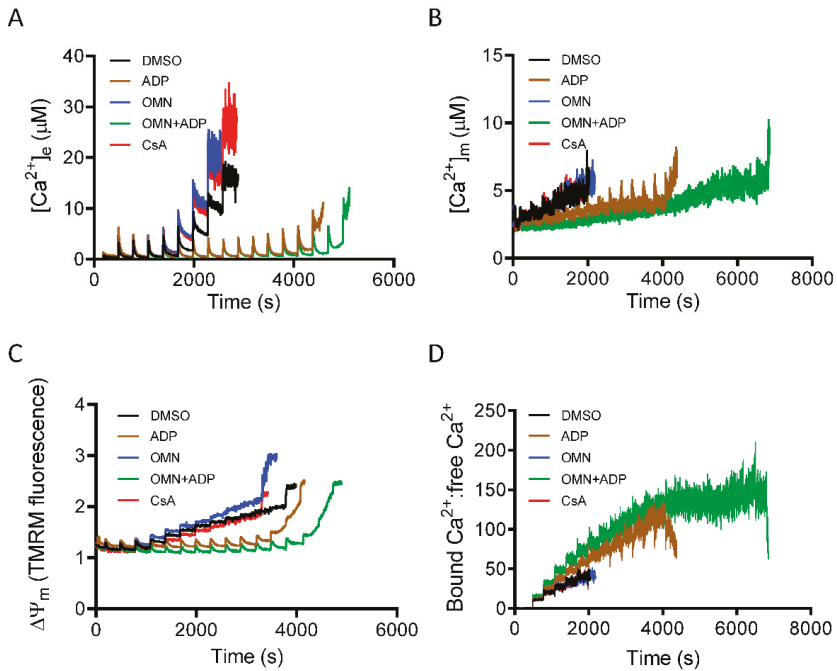 A
DMSO
ADP
OMN
OMN+ADP
CsA
[Ca²⁺]e (μM)
40
30
20
10
0
0 2000 4000 6000
Time (s)
B
DMSO
ADP
OMN
OMN+ADP
CsA
[Ca²⁺]m (μM)
15
10
5
0
0 2000 4000 6000 8000
Time (s)
C
DMSO
ADP
OMN
OMN+ADP
CsA
ΔΨm (TMRM fluorescence)
4
3
2
1
0
0 2000 4000 6000
Time (s)
D
DMSO
ADP
OMN
OMN+ADP
CsA
Bound Ca²⁺:free Ca²⁺
250
200
150
100
50
0
0 2000 4000 6000 8000
Time (s)